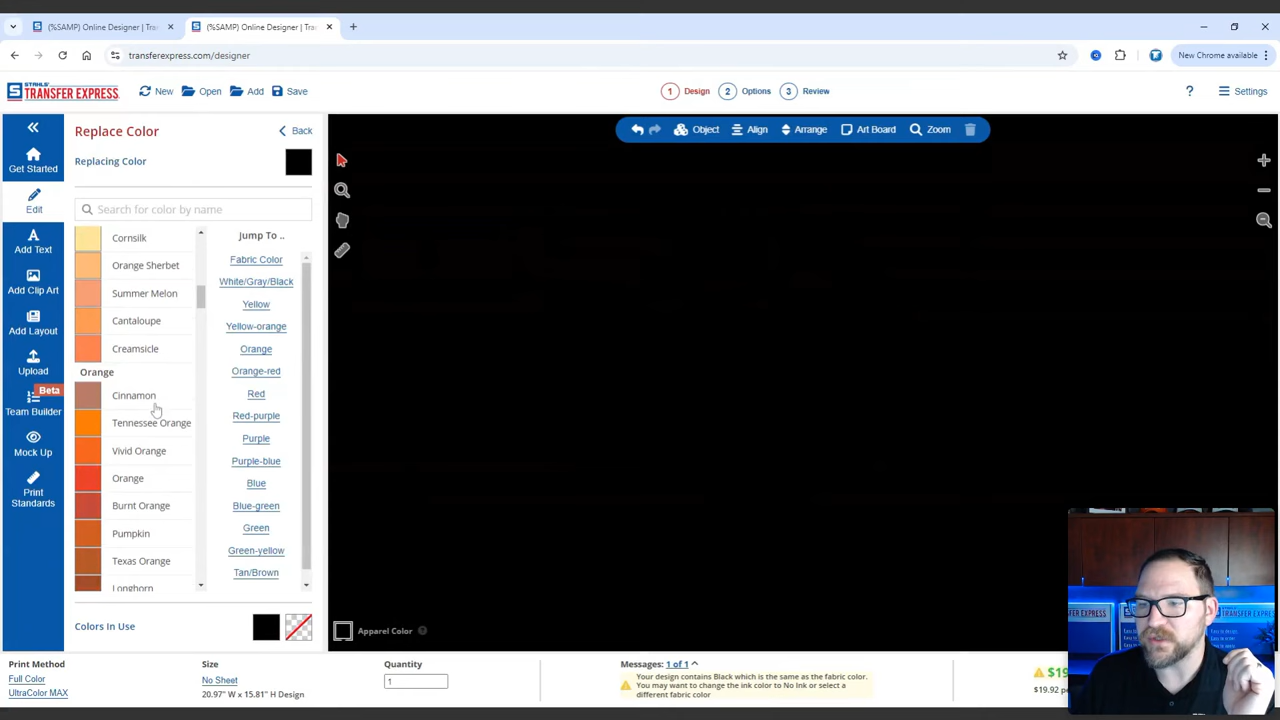 (%SAMP) Online Designer | Tra
(%SAMP) Online Designer | Tra
transferexpress.com/designer
New Chrome available
STAHLS'
TRANSFER EXPRESS
New
Open
Add
Save
1 Design
2 Options
3 Review
?
Settings
Get Started
Edit
Add Text
Add Clip Art
Add Layout
Upload
Beta
Team Builder
Mock Up
Print
Standards
Replace Color
Back
Replacing Color
Search for color by name
Cornsilk
Orange Sherbet
Summer Melon
Cantaloupe
Creamsicle
Orange
Cinnamon
Tennessee Orange
Vivid Orange
Orange
Burnt Orange
Pumpkin
Texas Orange
Longhorn
Jump To ..
Fabric Color
White/Gray/Black
Yellow
Yellow-orange
Orange
Orange-red
Red
Red-purple
Purple
Purple-blue
Blue
Blue-green
Green
Green-yellow
Tan/Brown
Colors In Use
Object
Align
Arrange
Art Board
Zoom
Apparel Color
Print Method
Full Color
UltraColor MAX
Size
No Sheet
20.97" W x 15.81" H Design
Quantity
1
Messages: 1 of 1
Your design contains Black which is the same as the fabric color.
You may want to change the ink color to No Ink or select a
different fabric color
$19
$19.92 pe